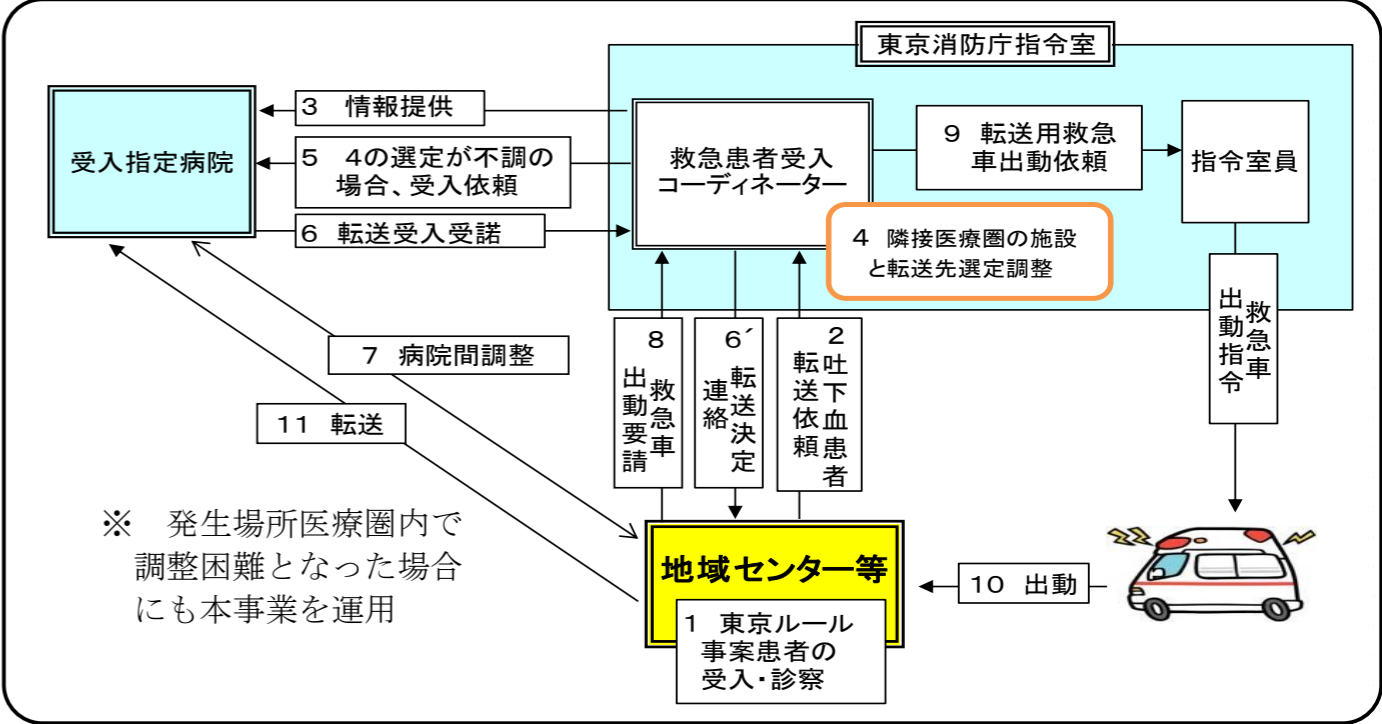 東京消防庁指令室
受入指定病院
3 情報提供
5 4の選定が不調の
場合、受入依頼
6 転送受入受諾
救急患者受入
コーディネーター
9 転送用救急
車出動依頼
指令室員
4 隣接医療圏の施設
と転送先選定調整
7 病院間調整
11 転送
8 救急車
出動要請
6´ 転送決定
連絡
2 吐下血患者
転送依頼
救急車
出動指令
※ 発生場所医療圏内で
調整困難となった場合
にも本事業を運用
地域センター等
1 東京ルール
事案患者の
受入・診察
10 出動